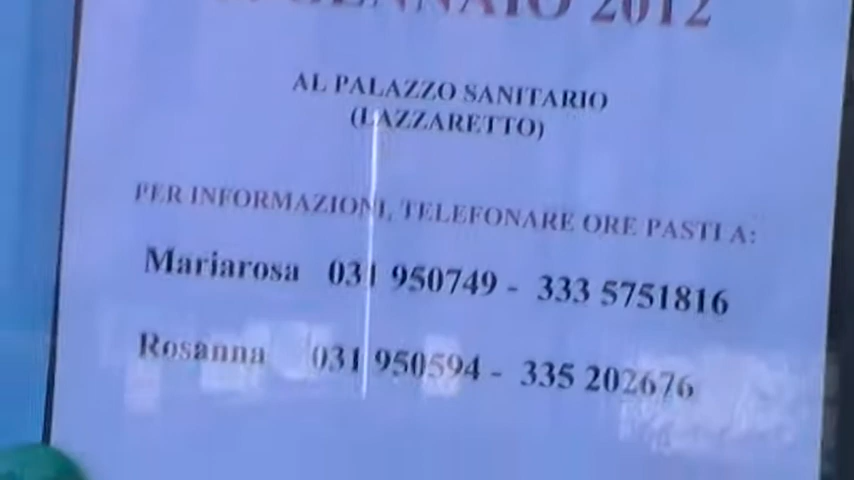 GENNAIO 2012
AL PALAZZO SANITARIO
(LAZZARETTO)
PER INFORMAZIONI, TELEFONARE ORE PASTI A:
Mariarosa 031 950749 - 333 5751816
Rosanna 031 950594 - 335 202676